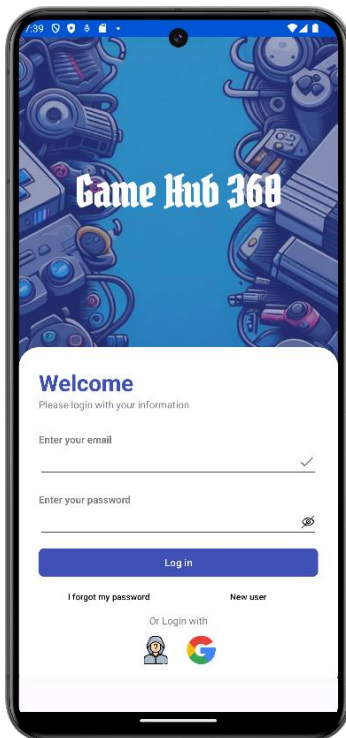 7:39
Game Hub 368
Welcome
Please login with your information
Enter your email
Enter your password
Log in
I forgot my password New user
Or Login with